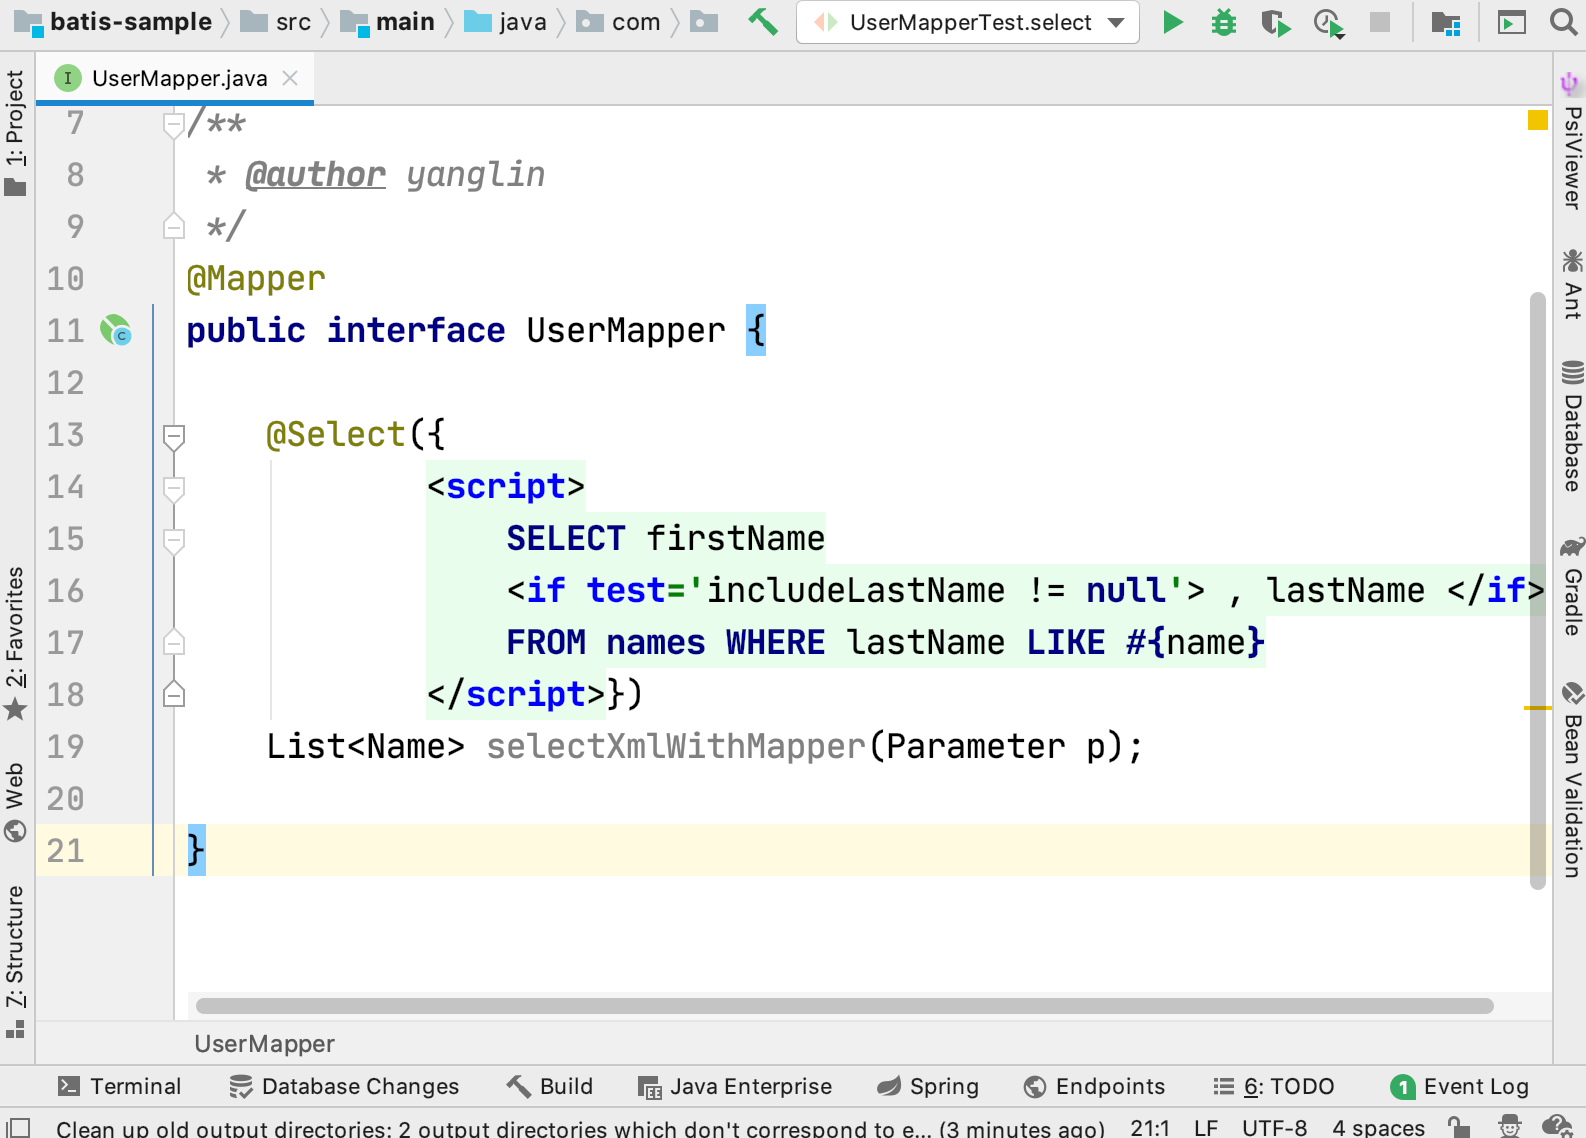 batis-sample src main java com UserMapperTest.select
UserMapper.java
1: Project
2: Favorites
Web
7: Structure
7 /**
8 * @author yanglin
9 */
10 @Mapper
11 public interface UserMapper {
12
13 @Select({
14 <script>
15 SELECT firstName
16 <if test='includeLastName != null'> , lastName </if>
17 FROM names WHERE lastName LIKE #{name}
18 </script>})
19 List<Name> selectXmlWithMapper(Parameter p);
20
21 }
PsiViewer
Ant
Database
Gradle
Bean Validation
UserMapper
Terminal Database Changes Build Java Enterprise Spring Endpoints 6: TODO 1 Event Log
Clean up old output directories: 2 output directories which don't correspond to e... (3 minutes ago) 21:1 LF UTF-8 4 spaces